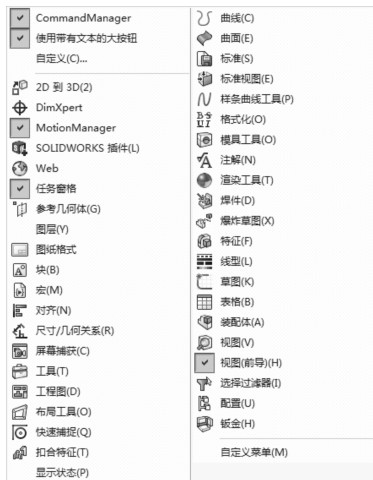 CommandManager
使用带有文本的大按钮
自定义(C)...
2D 到 3D(2)
DimXpert
MotionManager
SOLIDWORKS 插件(L)
Web
任务窗格
参考几何体(G)
图层(Y)
图纸格式
块(B)
宏(M)
对齐(N)
尺寸/几何关系(R)
屏幕捕获(C)
工具(T)
工程图(D)
布局工具(O)
快速捕捉(Q)
扣合特征(T)
显示状态(P)
曲线(C)
曲面(E)
标准(S)
标准视图(E)
样条曲线工具(P)
格式化(O)
模具工具(O)
注解(N)
渲染工具(T)
焊件(D)
爆炸草图(X)
特征(F)
线型(L)
草图(K)
表格(B)
装配体(A)
视图(V)
视图(前导)(H)
选择过滤器(I)
配置(U)
钣金(H)
自定义菜单(M)